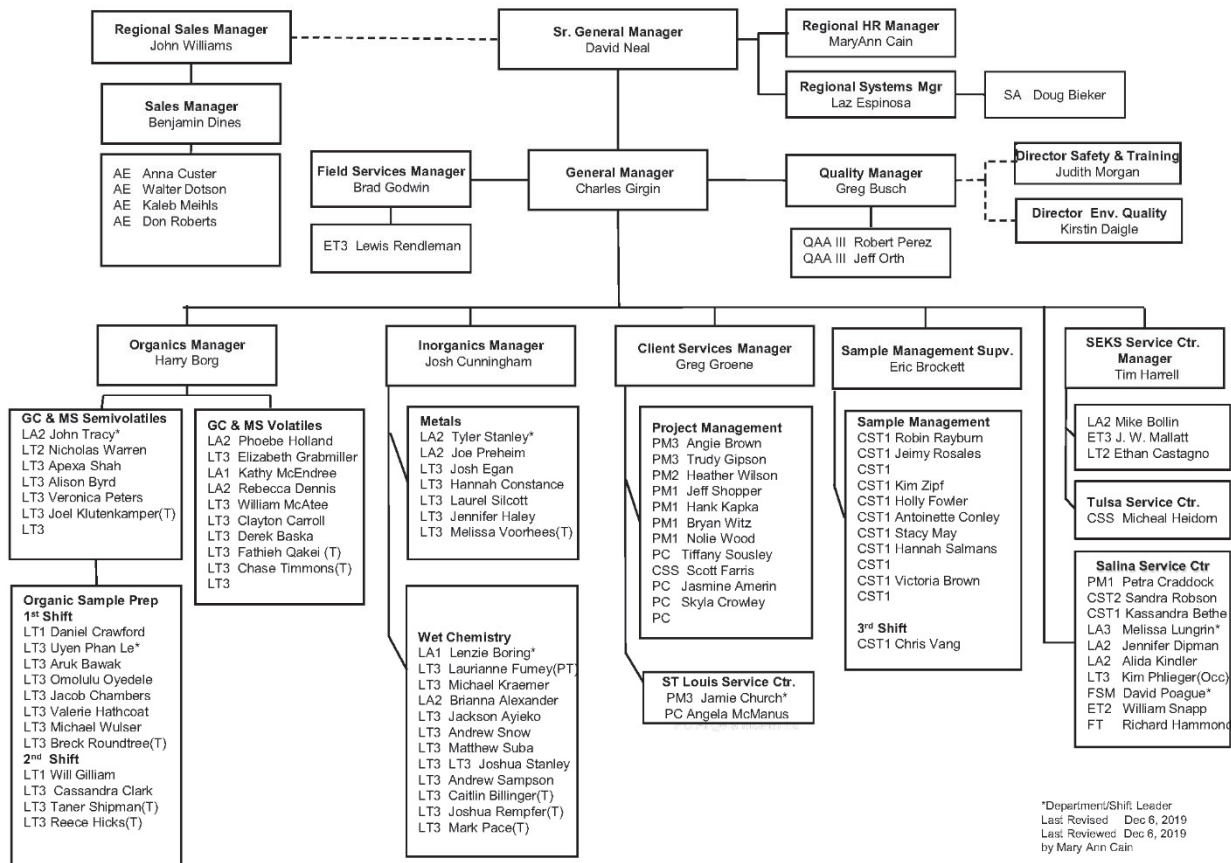 Regional Sales Manager
John Williams
Sr. General Manager
David Neal
Regional HR Manager
MaryAnn Cain
Regional Systems Mgr
Laz Espinosa
SA Doug Bieker
Sales Manager
Benjamin Dines
AE Anna Custer
AE Walter Dotson
AE Kaleb Meihls
AE Don Roberts
Field Services Manager
Brad Godwin
ET3 Lewis Rendleman
General Manager
Charles Girgin
Quality Manager
Greg Busch
QAA III Robert Perez
QAA III Jeff Orth
Director Safety & Training
Judith Morgan
Director Env. Quality
Kirstin Daigle
Organics Manager
Harry Borg
GC & MS Semivolatiles
LA2 John Tracy*
LT2 Nicholas Warren
LT3 Apexa Shah
LT3 Alison Byrd
LT3 Veronica Peters
LT3 Joel Klutenkamper(T)
LT3
Organic Sample Prep
1st Shift
LT1 Daniel Crawford
LT3 Uyen Phan Le*
LT3 Aruk Bawak
LT3 Omolulu Oyedele
LT3 Jacob Chambers
LT3 Valerie Hathcoat
LT3 Michael Wulser
LT3 Breck Roundtree(T)
2nd Shift
LT1 Will Gilliam
LT3 Cassandra Clark
LT3 Taner Shipman(T)
LT3 Reece Hicks(T)
GC & MS Volatiles
LA2 Phoebe Holland
LT3 Elizabeth Grabmiller
LA1 Kathy McEndree
LA2 Rebecca Dennis
LT3 William McAtee
LT3 Clayton Carroll
LT3 Derek Baska
LT3 Fathieh Qakei (T)
LT3 Chase Timmons(T)
LT3
Inorganics Manager
Josh Cunningham
Metals
LA2 Tyler Stanley*
LA2 Joe Preheim
LT3 Josh Egan
LT3 Hannah Constance
LT3 Laurel Silcott
LT3 Jennifer Haley
LT3 Melissa Voorhees(T)
Wet Chemistry
LA1 Lenzie Boring*
LT3 Laurianne Fumey(PT)
LT3 Michael Kraemer
LA2 Brianna Alexander
LT3 Jackson Ayieko
LT3 Andrew Snow
LT3 Matthew Suba
LT3 LT3 Joshua Stanley
LT3 Andrew Sampson
LT3 Caitlin Billinger(T)
LT3 Joshua Rempfer(T)
LT3 Mark Pace(T)
Client Services Manager
Greg Groene
Project Management
PM3 Angie Brown
PM3 Trudy Gipson
PM2 Heather Wilson
PM1 Jeff Shopper
PM1 Hank Kapka
PM1 Bryan Witz
PM1 Nolie Wood
PC Tiffany Sousley
CSS Scott Farris
PC Jasmine Amerin
PC Skyla Crowley
PC
ST Louis Service Ctr.
PM3 Jamie Church*
PC Angela McManus
Sample Management Supv.
Eric Brockett
Sample Management
CST1 Robin Rayburn
CST1 Jeimy Rosales
CST1
CST1 Kim Zipf
CST1 Holly Fowler
CST1 Antoinette Conley
CST1 Stacy May
CST1 Hannah Salmans
CST1
CST1 Victoria Brown
CST1
3rd Shift
CST1 Chris Vang
SEKS Service Ctr.
Manager
Tim Harrell
LA2 Mike Bollin
ET3 J. W. Mallatt
LT2 Ethan Castagno
Tulsa Service Ctr.
CSS Micheal Heidorn
Salina Service Ctr
PM1 Petra Craddock
CST2 Sandra Robson
CST1 Kassandra Bethe
LA3 Melissa Lungrin*
LA2 Jennifer Dipman
LA2 Alida Kindler
LT3 Kim Phlieger(Occ)
FSM David Poague*
ET2 William Snapp
FT Richard Hammond
*Department/Shift Leader
Last Revised Dec 6, 2019
Last Reviewed Dec 6, 2019
by Mary Ann Cain